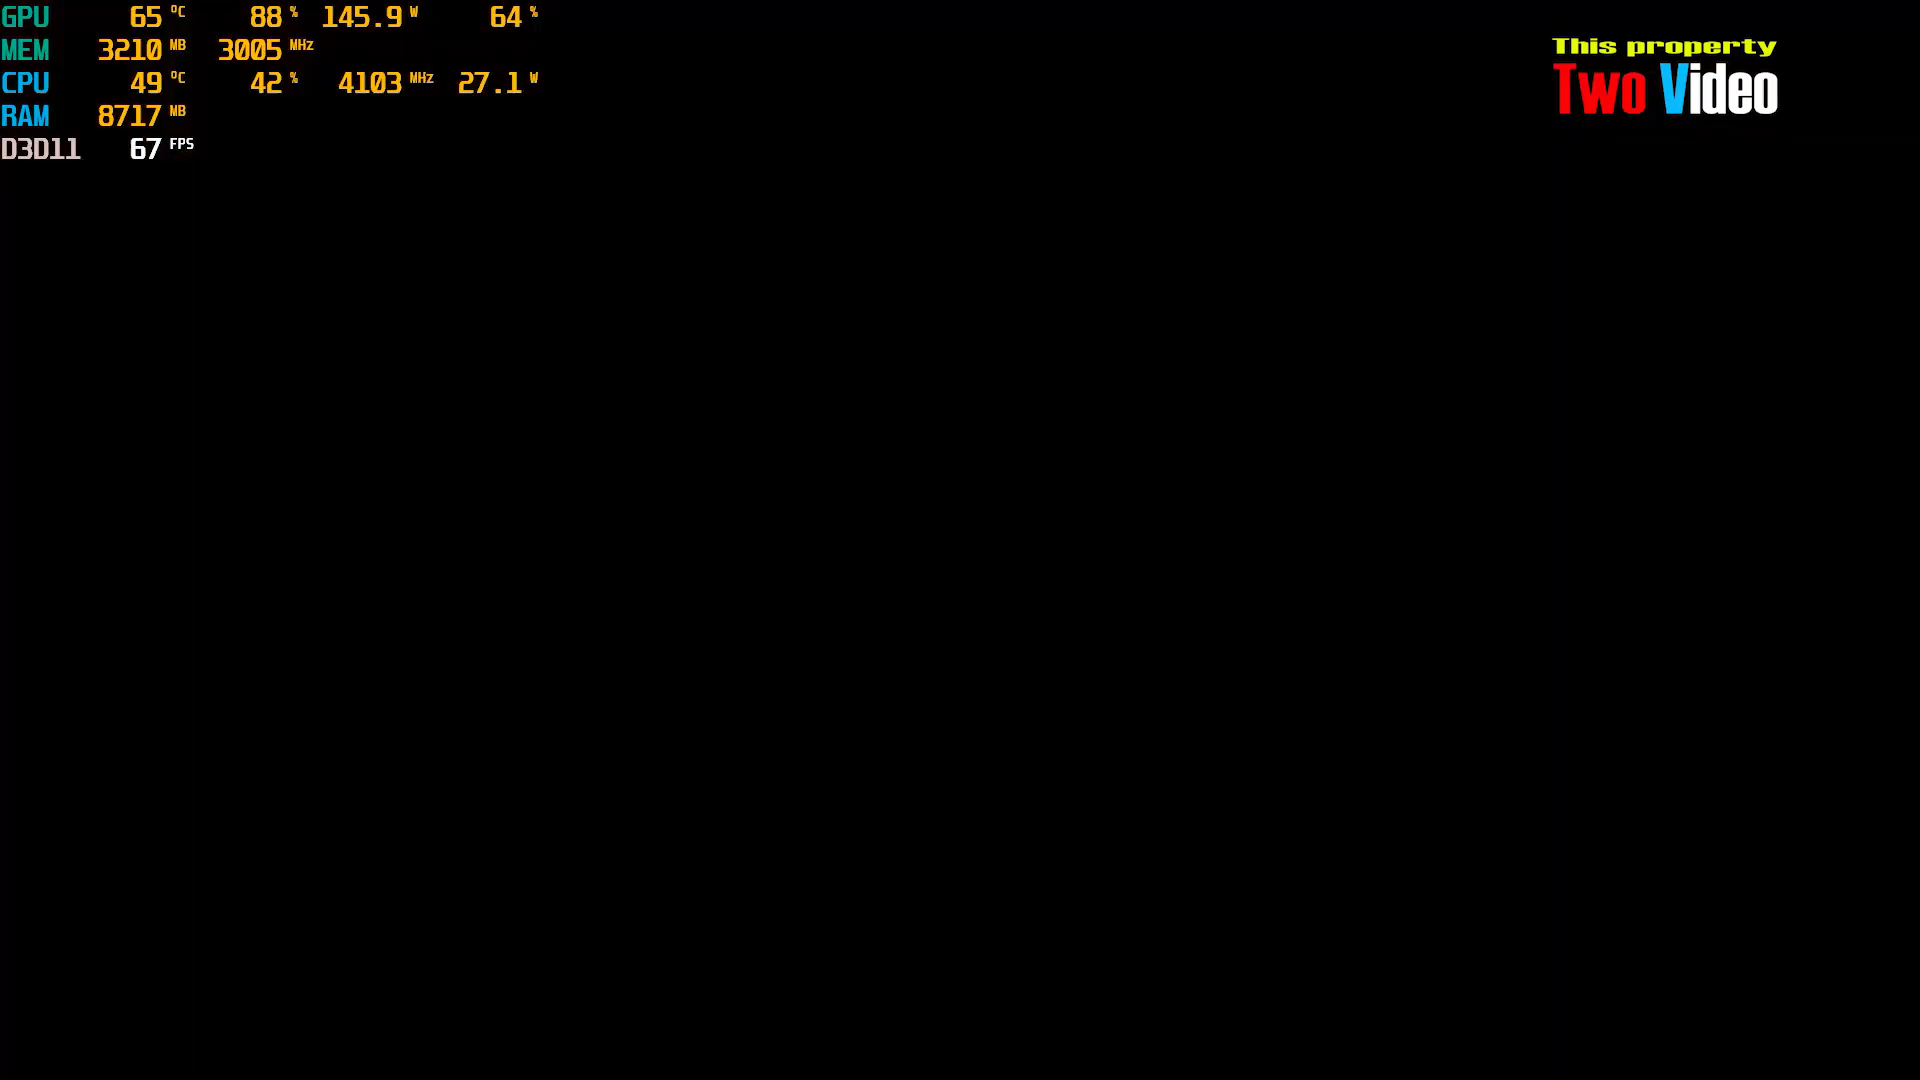 GPU 65 °C 88 % 145.9 W 64 %
MEM 3210 MB 3005 MHz
CPU 49 °C 42 % 4103 MHz 27.1 W
RAM 8717 MB
D3D11 67 FPS
This property
Two Video